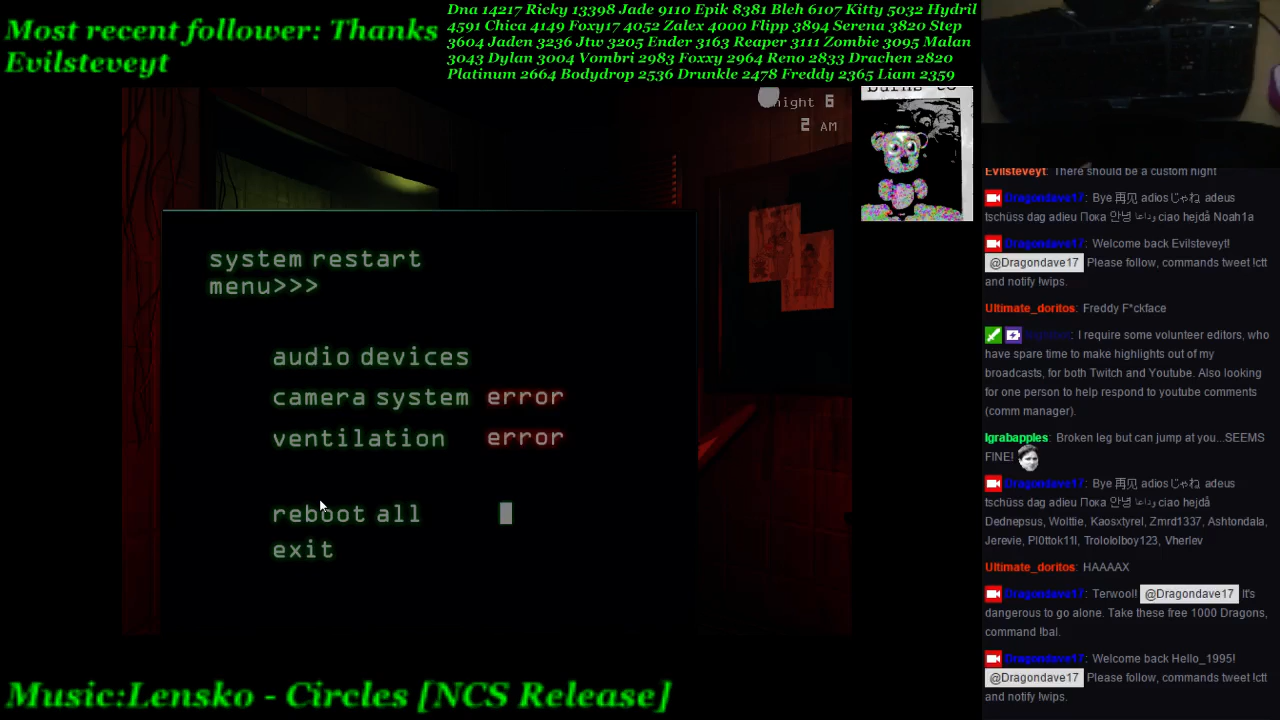 Most recent follower: Thanks
Evilsteveyt
Dna 14217 Ricky 13398 Jade 9110 Epik 8381 Bleh 6107 Kitty 5032 Hydril
4591 Chica 4149 Foxy17 4052 Zalex 4000 Flipp 3894 Serena 3820 Step
3604 Jaden 3236 Jtw 3205 Ender 3163 Reaper 3111 Zombie 3095 Malan
3043 Dylan 3004 Vombri 2983 Foxxy 2964 Reno 2833 Drachen 2820
Platinum 2664 Bodydrop 2536 Drunkle 2478 Freddy 2365 Liam 2359
night 6
2 AM
system restart
menu>>>
audio devices
camera system error
ventilation error
reboot all
exit
Evilsteveyt: There should be a custom night
Dragondave17: Bye 再见 adios じゃね adeus
tschüss dag adieu Пока 안녕 وداعا ciao hejdå Noah1a
Dragondave17: Welcome back Evilsteveyt!
@Dragondave17 Please follow, commands tweet !ctt
and notify !wips.
Ultimate_doritos: Freddy F*ckface
: I require some volunteer editors, who
have spare time to make highlights out of my
broadcasts, for both Twitch and Youtube. Also looking
for one person to help respond to youtube comments
(comm manager).
Igrabapples: Broken leg but can jump at you...SEEMS
FINE!
Dragondave17: Bye 再见 adios じゃね adeus
tschüss dag adieu Пока 안녕 وداعا ciao hejdå
Dednepsus, Wolttie, Kaosxtyrel, Zmrd1337, Ashtondala,
Jerevie, Pl0ttok11l, Trolololboy123, Vherlev
Ultimate_doritos: HAAAAX
Dragondave17: Terwool! @Dragondave17 It's
dangerous to go alone. Take these free 1000 Dragons,
command !bal.
Dragondave17: Welcome back Hello_1995!
@Dragondave17 Please follow, commands tweet !ctt
and notify !wips.
Music:Lensko - Circles [NCS Release]